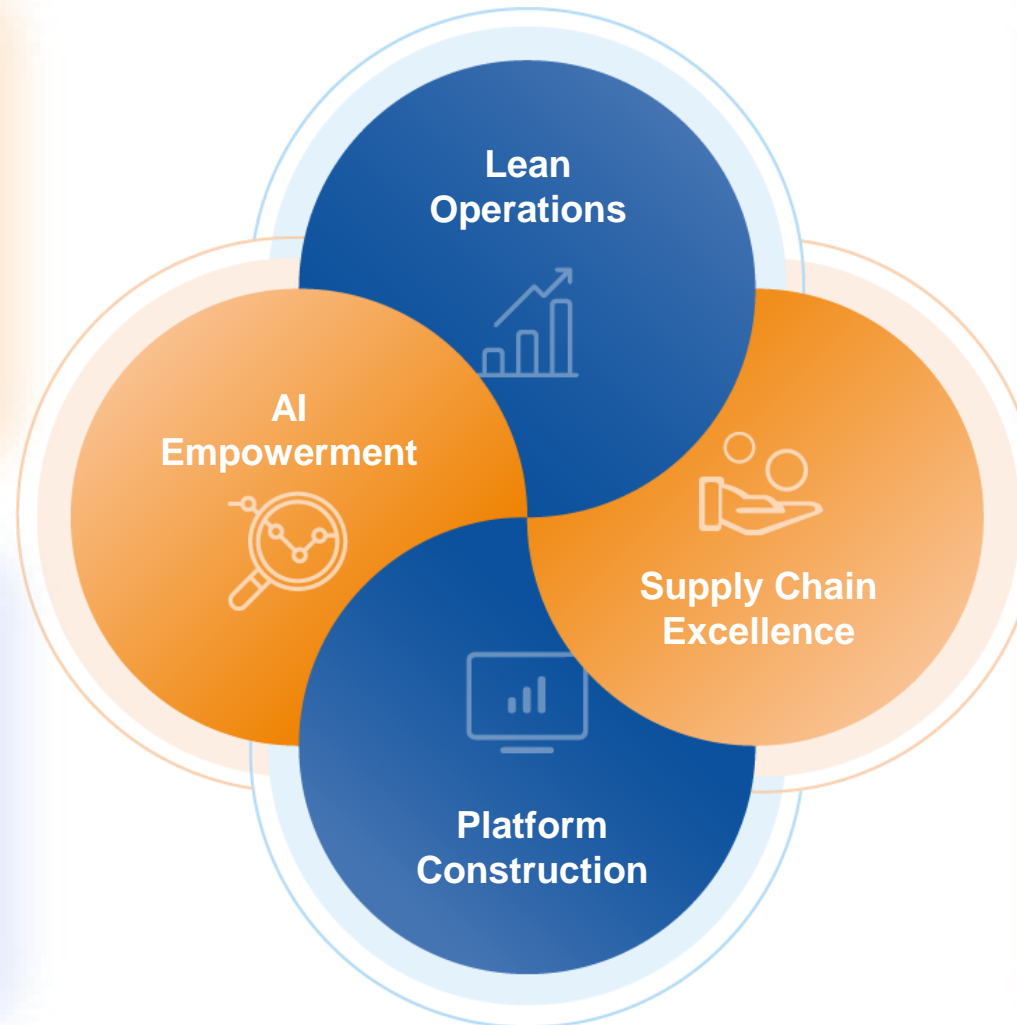 Lean
Operations
AI
Empowerment
Supply Chain
Excellence
Platform
Construction